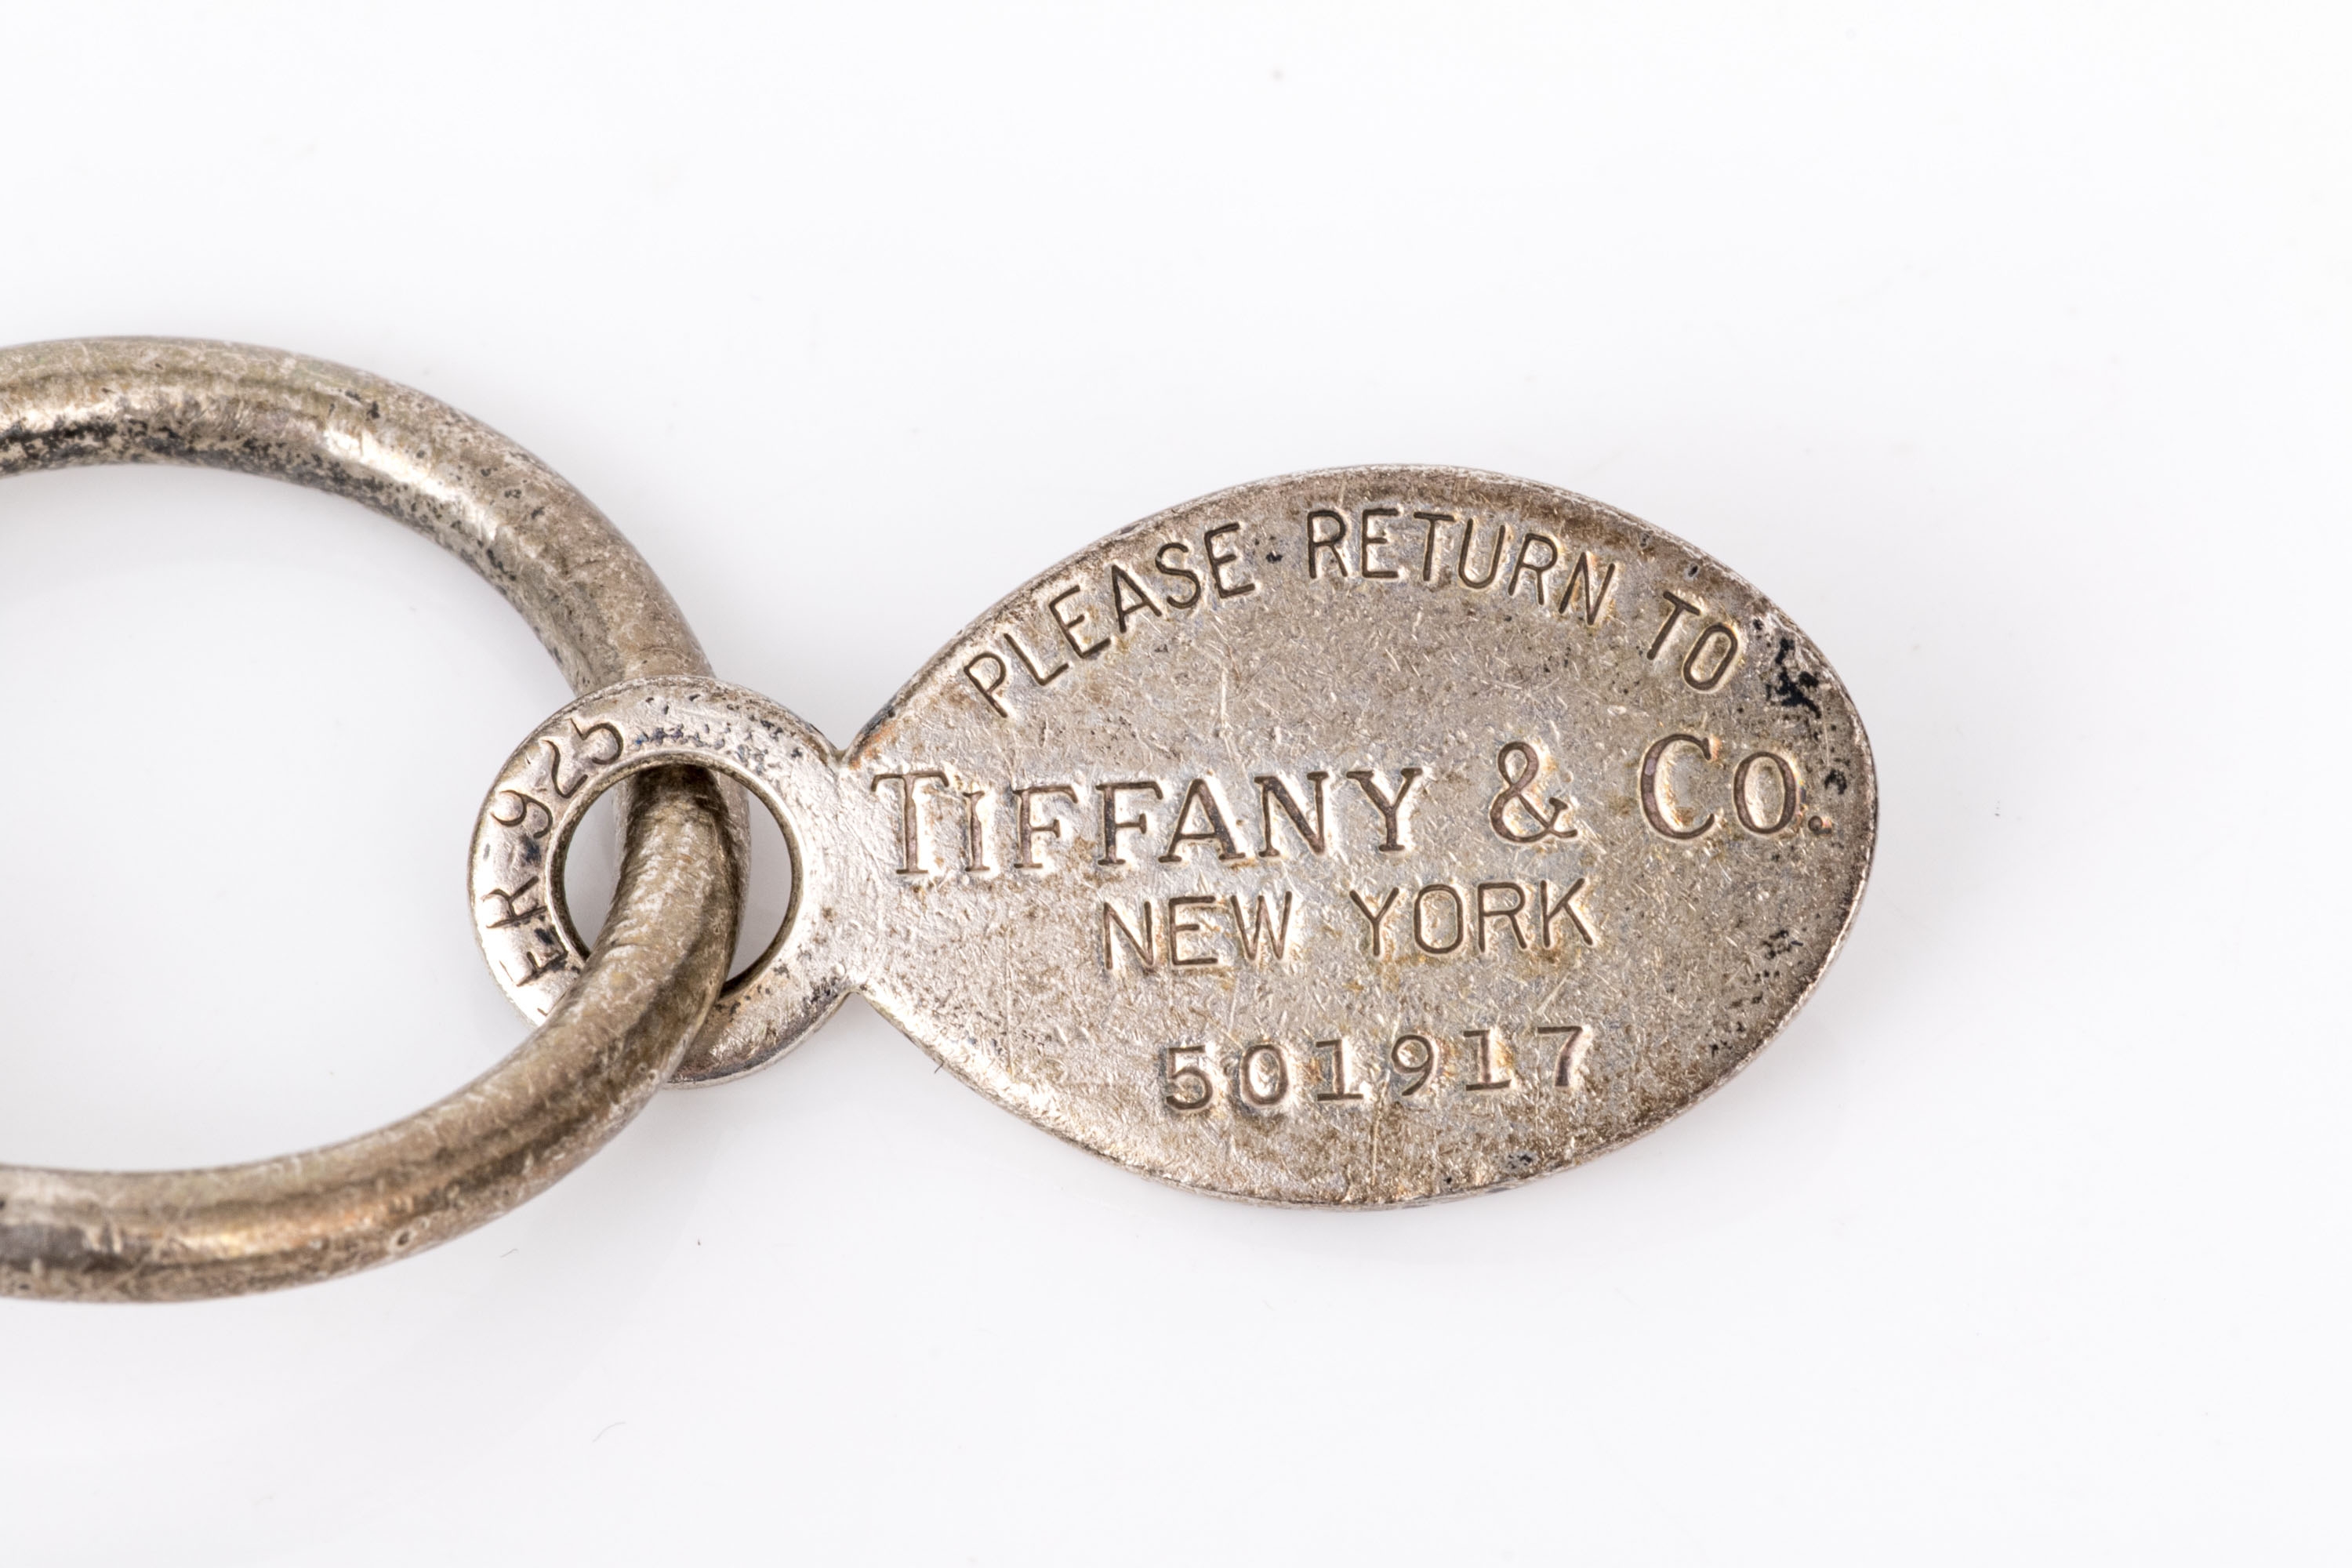 PLEASE RETURN TO
TIFFANY & CO.
NEW YORK
501917
ER 925